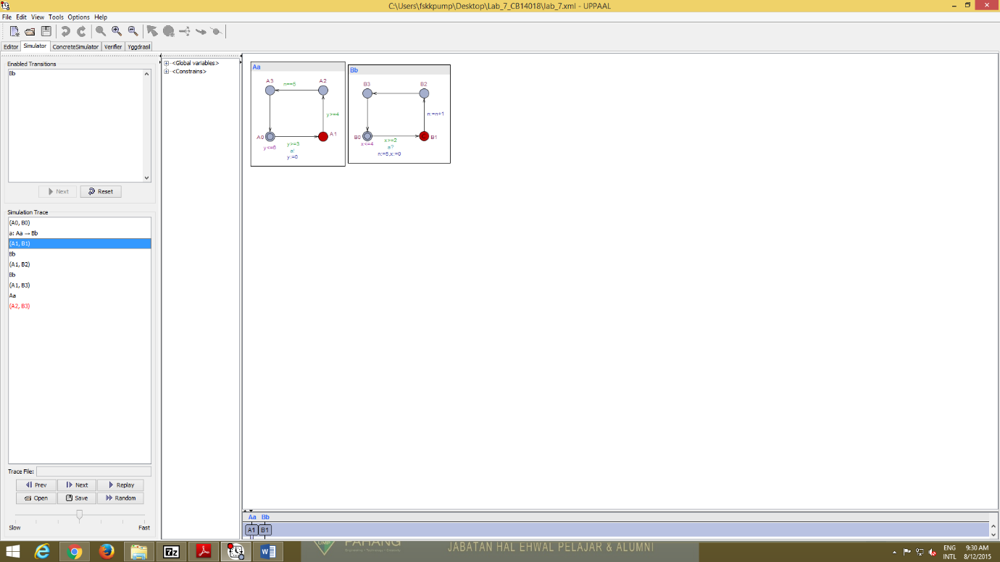 C:\Users\fskkpump\Desktop\Lab_7_CB14018\lab_7.xml - UPPAAL
File Edit View Tools Options Help
Editor Simulator ConcreteSimulator Verifier Yggdrasil
Enabled Transitions
Bb
Next Reset
Simulation Trace
(A0, B0)
a: Aa → Bb
(A1, B1)
Bb
(A1, B2)
Bb
(A1, B3)
Aa
(A2, B3)
Trace File:
Prev Next Replay
Open Save Random
Slow Fast
<Global variables>
<Constrains>
Aa
A3 A2
n==5
y>=4
A0 A1
y<=6
y>=3
a!
y:=0
Bb
B3 B2
n:=n+1
B0 B1
x<=4
x>=2
a?
n:=5,x:=0
Aa Bb
A1 B1
UMP PAHANG
JABATAN HAL EHWAL PELAJAR & ALUMNI
7z
ENG
INTL
9:30 AM
8/12/2015